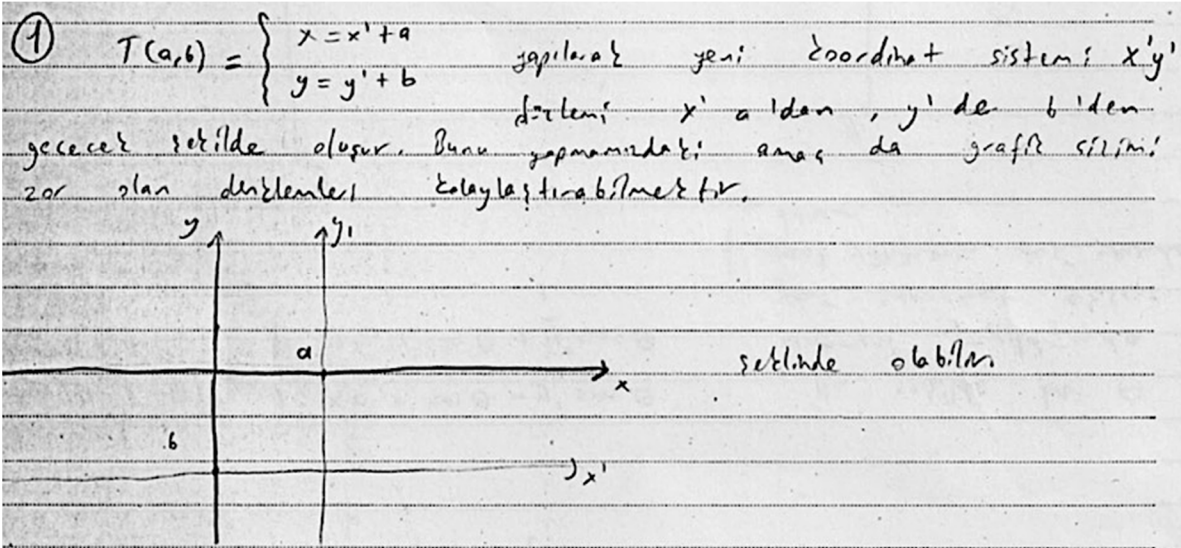 1 T(a,b) = { x = x' + a
y = y' + b
yapılarak yeni koordinat sistemi x'y'
düzlemi x' a'dan, y' de b'den
geçecek şekilde oluşur. Bunu yapmamızdaki amaç da grafik çizimi
zor olan denklemleri kolaylaştırabilmektir.
y y₁
a
x
şeklinde olabilir.
b
x'